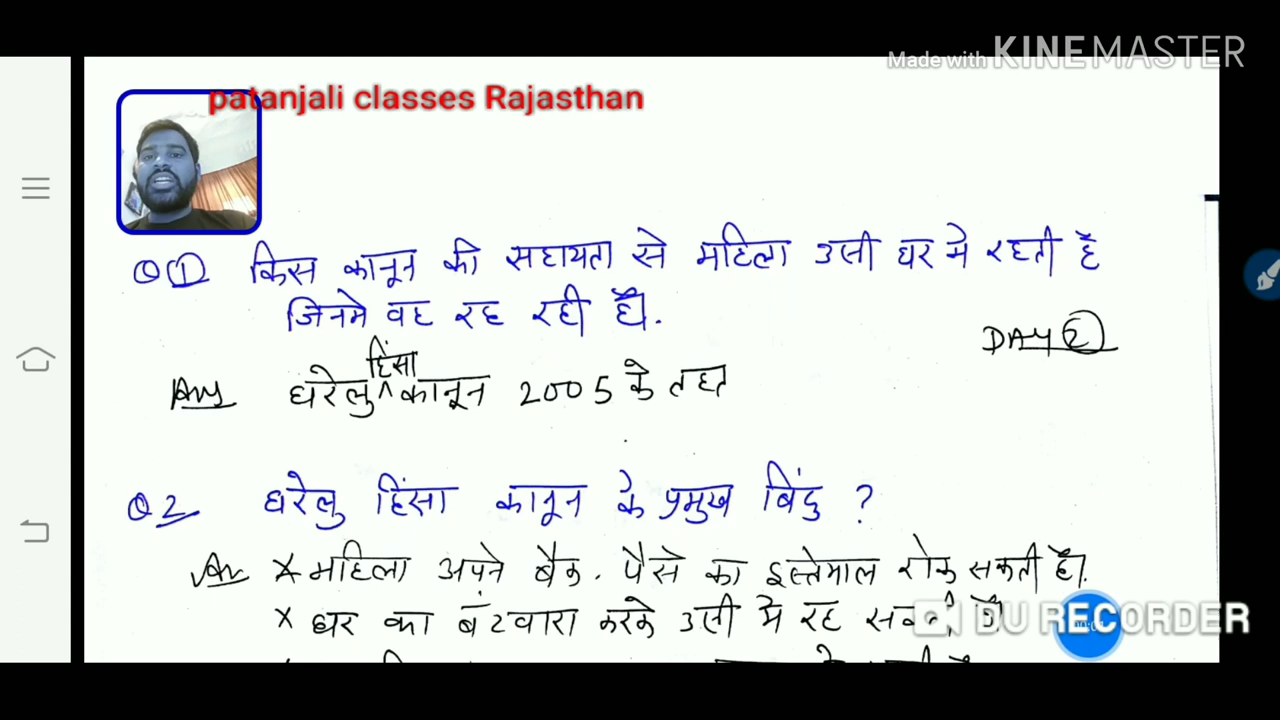 Made with KINEMASTER
patanjali classes Rajasthan
Q① किस कानून की सहायता से महिला उसी घर मे रहती है
जिनमे वह रह रही है।
DAY ②
Ans घरेलु हिंसा कानून 2005 के तहत
Q2 घरेलु हिंसा कानून के प्रमुख बिंदु ?
Ans * महिला अपने बैंक. पैसे का इस्तेमाल रोक सकती है।
* घर का बंटवारा करके उसी मे रह
DU RECORDER